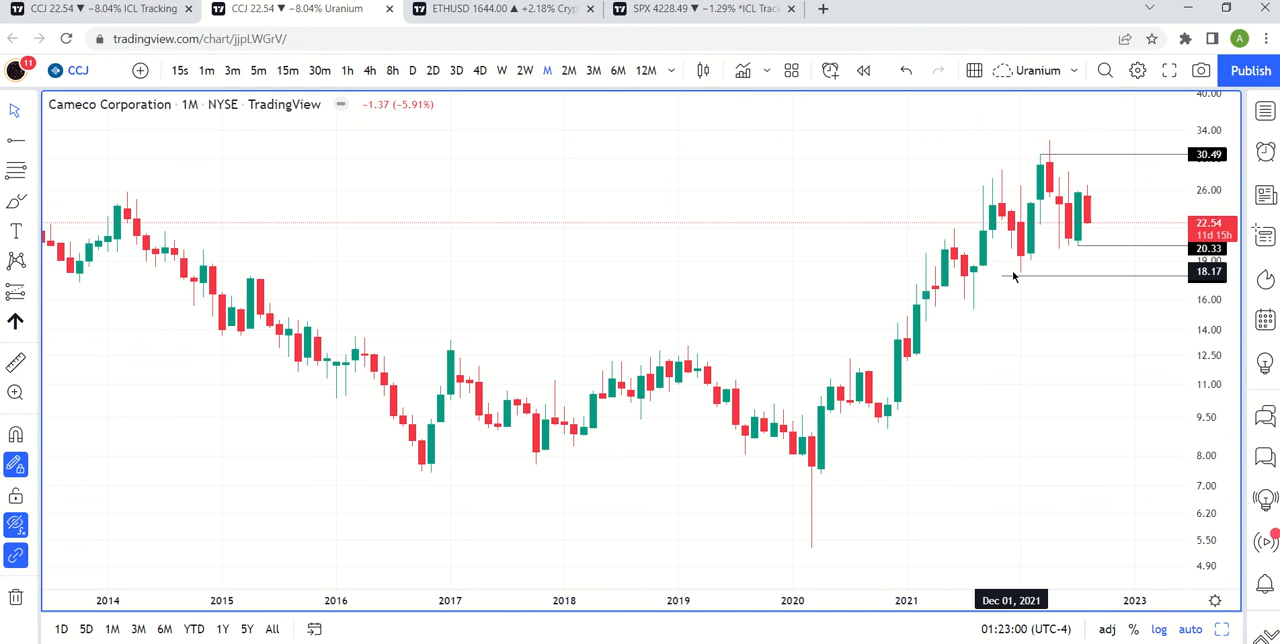 CCJ 22.54 ▼ −8.04% ICL Tracking
CCJ 22.54 ▼ −8.04% Uranium
ETHUSD 1644.00 ▲ +2.18% Cryp
SPX 4228.49 ▼ −1.29% *ICL Trac
tradingview.com/chart/jjpLWGrV/
A
11
CCJ
15s 1m 3m 5m 15m 30m 1h 4h 8h D 2D 3D 4D W 2W M 2M 3M 6M 12M
Uranium
Publish
Cameco Corporation · 1M · NYSE · TradingView
−1.37 (−5.91%)
40.00
34.00
30.49
26.00
22.54
11d 15h
20.33
19.00
18.17
16.00
14.00
12.50
11.00
9.50
8.00
7.00
6.20
5.50
4.90
2014 2015 2016 2017 2018 2019 2020 2021 Dec 01, 2021 2023
1D 5D 1M 3M 6M YTD 1Y 5Y All
01:23:00 (UTC-4) adj % log auto